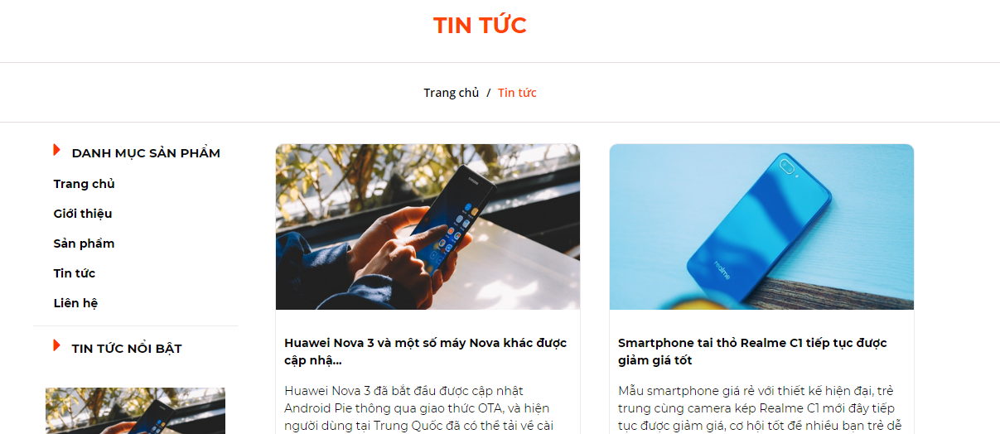 TIN TỨC
Trang chủ / Tin tức
DANH MỤC SẢN PHẨM
Trang chủ
Giới thiệu
Sản phẩm
Tin tức
Liên hệ
TIN TỨC NỔI BẬT
realme
Huawei Nova 3 và một số máy Nova khác được
cập nhậ...
Huawei Nova 3 đã bắt đầu được cập nhật
Android Pie thông qua giao thức OTA, và hiện
người dùng tại Trung Quốc đã có thể tải về cài
Smartphone tai thỏ Realme C1 tiếp tục được
giảm giá tốt
Mẫu smartphone giá rẻ với thiết kế hiện đại, trẻ
trung cùng camera kép Realme C1 mới đây tiếp
tục được giảm giá, cơ hội tốt để nhiều bạn trẻ dễ